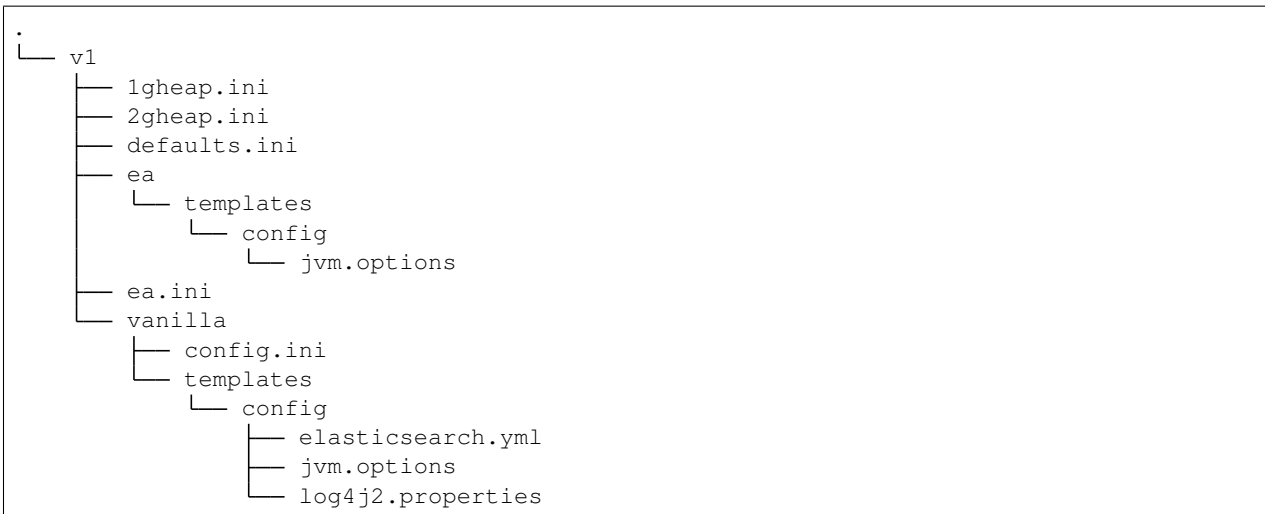 .
└── v1
    ├── 1gheap.ini
    ├── 2gheap.ini
    ├── defaults.ini
    ├── ea
    │   └── templates
    │       └── config
    │           └── jvm.options
    ├── ea.ini
    └── vanilla
        ├── config.ini
        └── templates
            └── config
                ├── elasticsearch.yml
                ├── jvm.options
                └── log4j2.properties